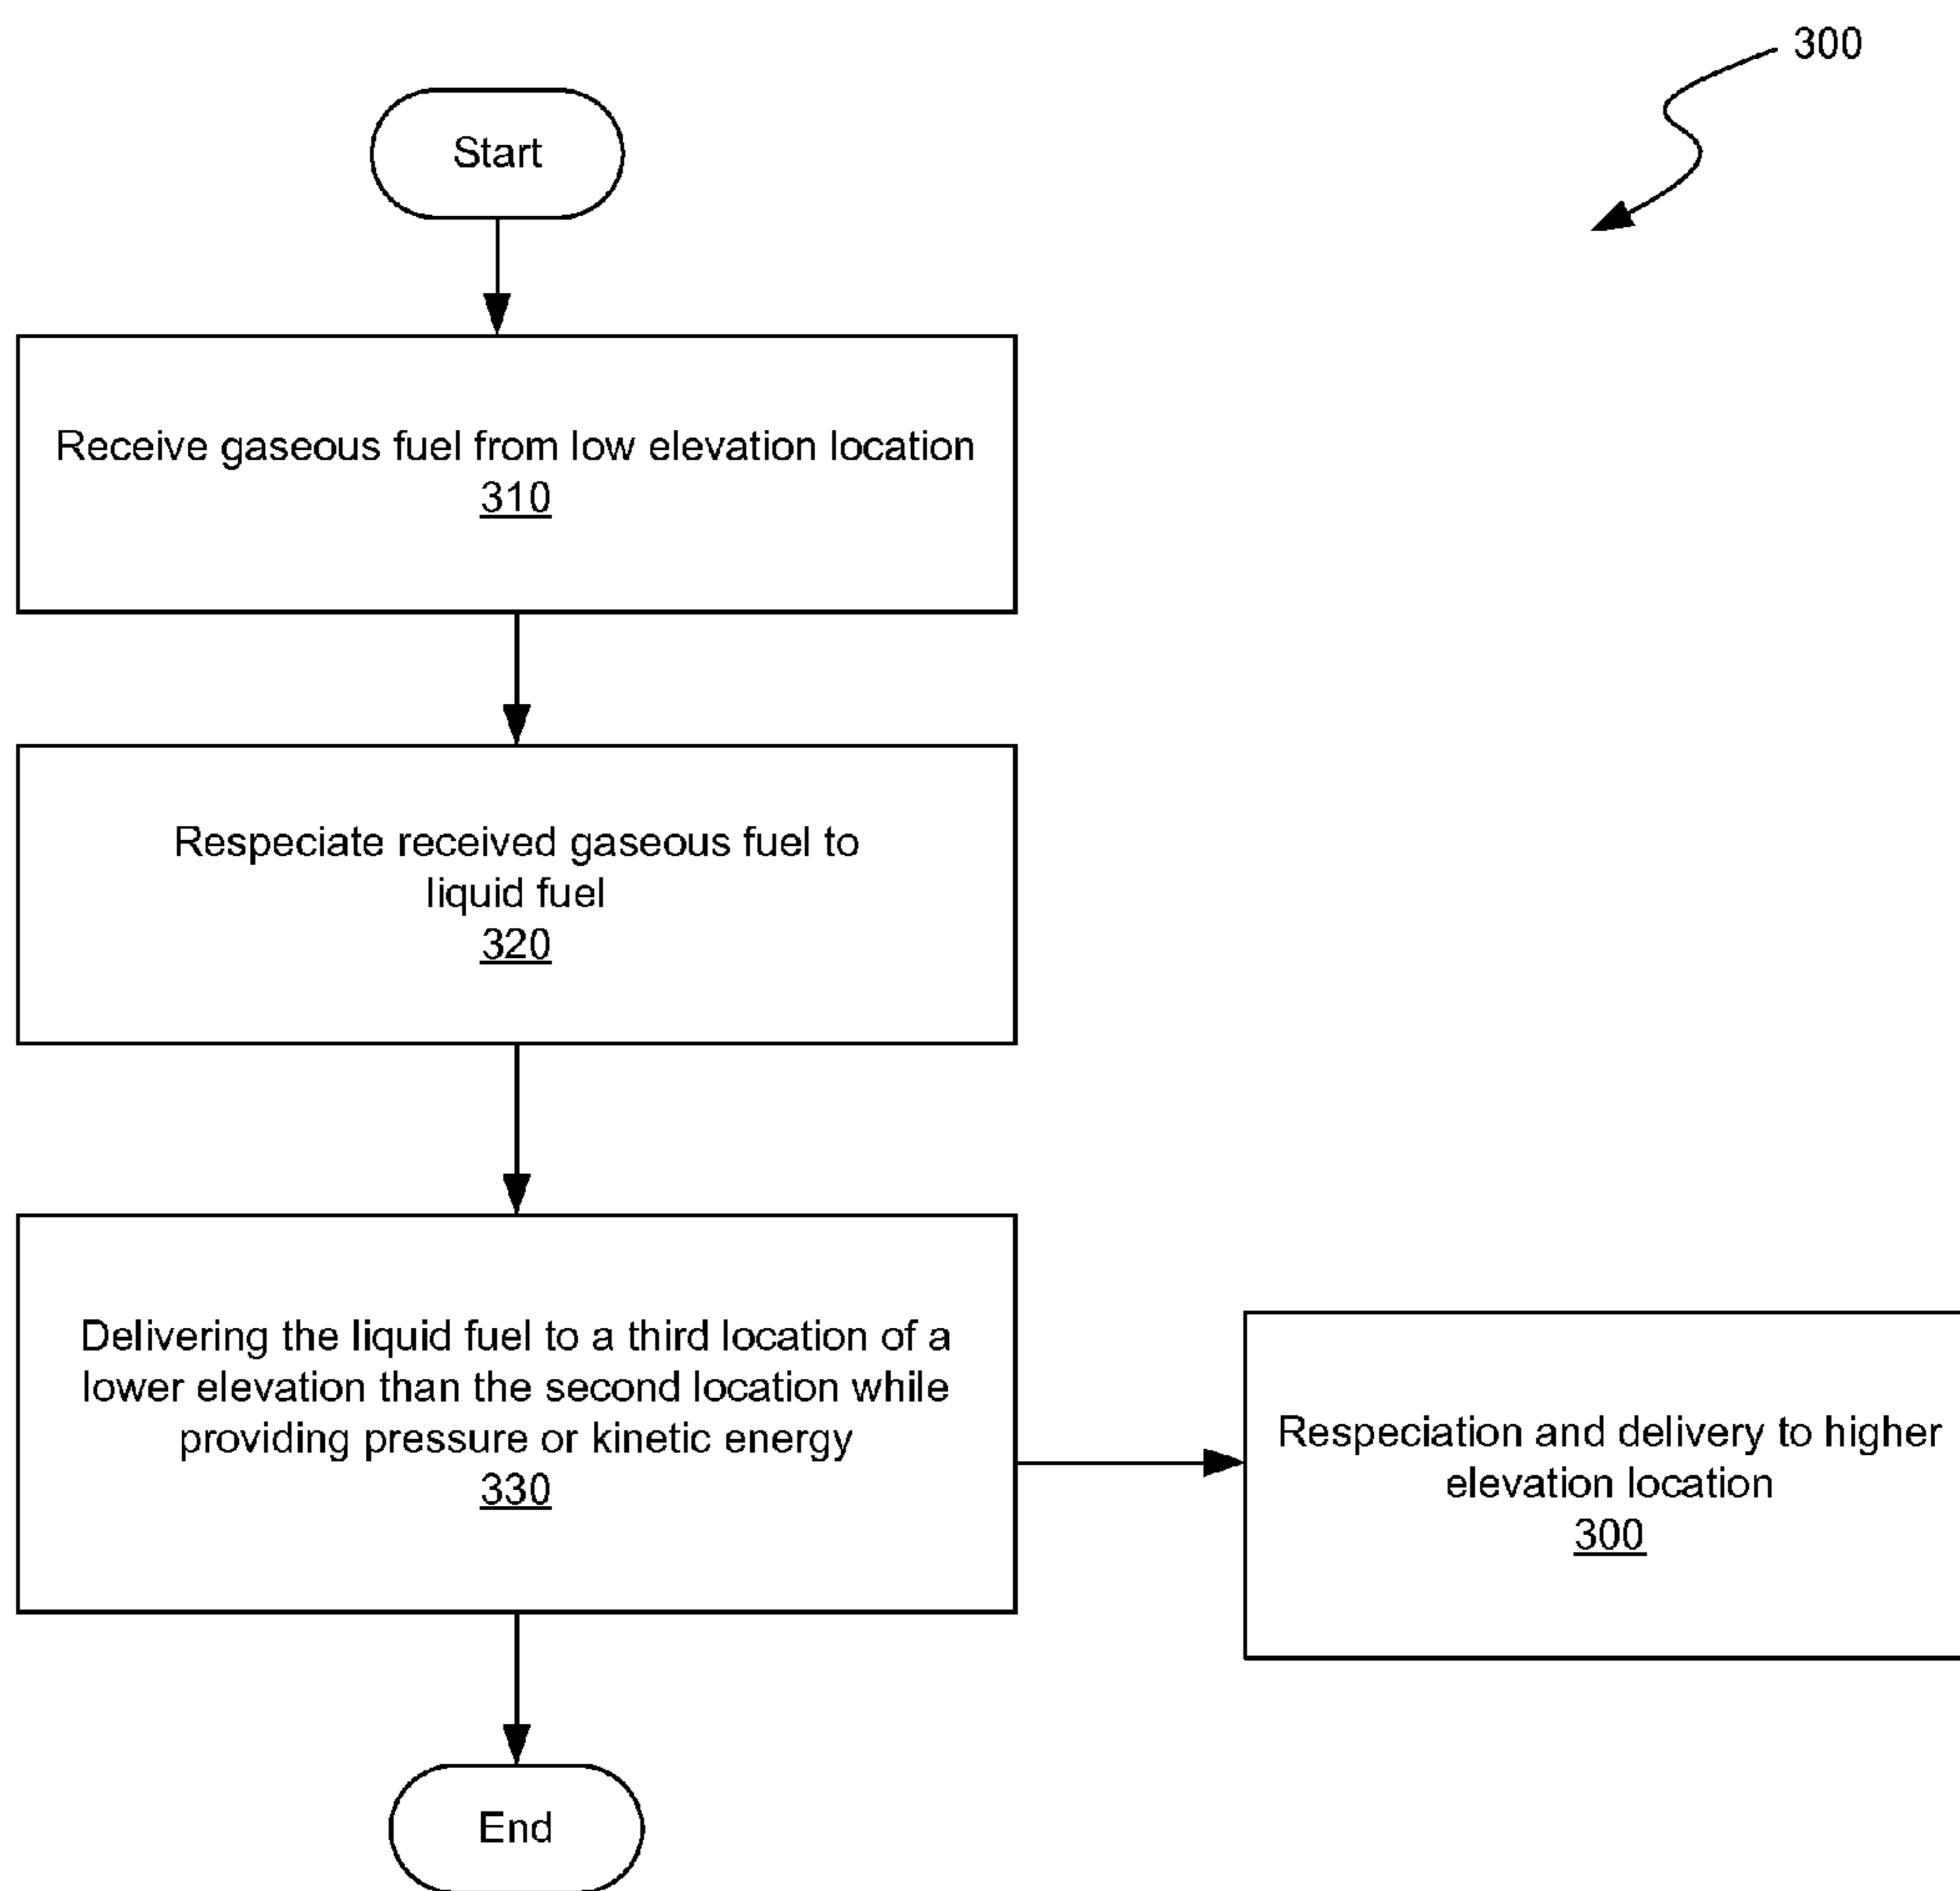 300
Start
Receive gaseous fuel from low elevation location
310
Respeciate received gaseous fuel to
liquid fuel
320
Delivering the liquid fuel to a third location of a
lower elevation than the second location while
providing pressure or kinetic energy
330
Respeciation and delivery to higher
elevation location
300
End